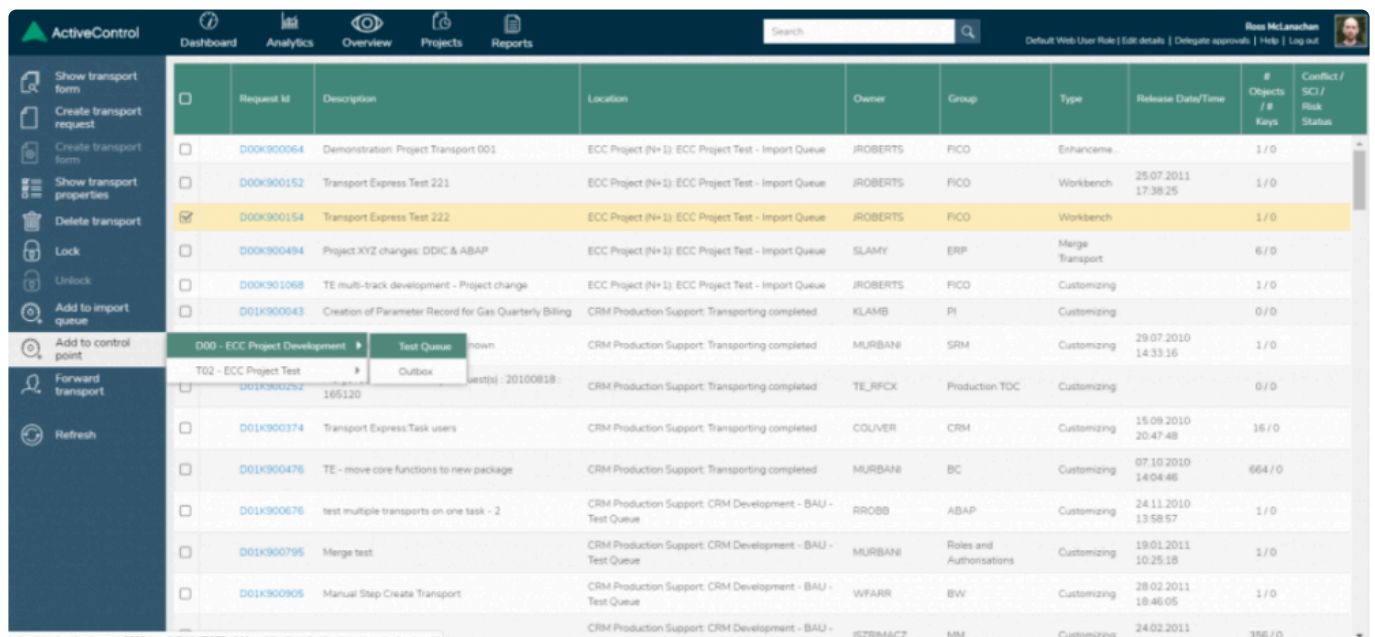 ActiveControl
Dashboard
Analytics
Overview
Projects
Reports
Search
Ross McLanachan
Default Web User Role | Edit details | Delegate approvals | Help | Log out
Show transport
form
Create transport
request
Create transport
form
Show transport
properties
Delete transport
Lock
Unlock
Add to import
queue
Add to control
point
Forward
transport
Refresh
Request Id Description Location Owner Group Type Release Date/Time # Objects / # Keys Conflict / SCI / Risk Status
D00K900064 Demonstration: Project Transport 001 ECC Project (N+1): ECC Project Test - Import Queue JROBERTS FICO Enhanceme.. 1 / 0
D00K900152 Transport Express Test 221 ECC Project (N+1): ECC Project Test - Import Queue JROBERTS FICO Workbench 25.07.2011 17:38:25 1 / 0
D00K900154 Transport Express Test 222 ECC Project (N+1): ECC Project Test - Import Queue JROBERTS FICO Workbench 1 / 0
D00K900494 Project XYZ changes: DDIC & ABAP ECC Project (N+1): ECC Project Test - Import Queue SLAMY ERP Merge Transport 6 / 0
D00K901068 TE multi-track development - Project change ECC Project (N+1): ECC Project Test - Import Queue JROBERTS FICO Customizing 1 / 0
D01K900043 Creation of Parameter Record for Gas Quarterly Billing CRM Production Support: Transporting completed KLAMB PI Customizing 0 / 0
D00 - ECC Project Development Test Queue nown CRM Production Support: Transporting completed MURBANI SRM Customizing 29.07.2010 14:33:16 1 / 0
T02 - ECC Project Test Outbox
D01K900252 uest(s) : 20100818 : 165120 CRM Production Support: Transporting completed TE_RFCX Production TOC Customizing 0 / 0
D01K900374 Transport Express:Task users CRM Production Support: Transporting completed COLIVER CRM Customizing 15.09.2010 20:47:48 16 / 0
D01K900476 TE - move core functions to new package CRM Production Support: Transporting completed MURBANI BC Customizing 07.10.2010 14:04:46 664 / 0
D01K900676 test multiple transports on one task - 2 CRM Production Support: CRM Development - BAU - Test Queue RROBB ABAP Customizing 24.11.2010 13:58:57 1 / 0
D01K900795 Merge test CRM Production Support: CRM Development - BAU - Test Queue MURBANI Roles and Authorisations Customizing 19.01.2011 10:25:18 1 / 0
D01K900905 Manual Step Create Transport CRM Production Support: CRM Development - BAU - Test Queue WFARR BW Customizing 28.02.2011 18:46:05 1 / 0
CRM Production Support: CRM Development - BAU - MM Customizing 24.02.2011 356 / 0